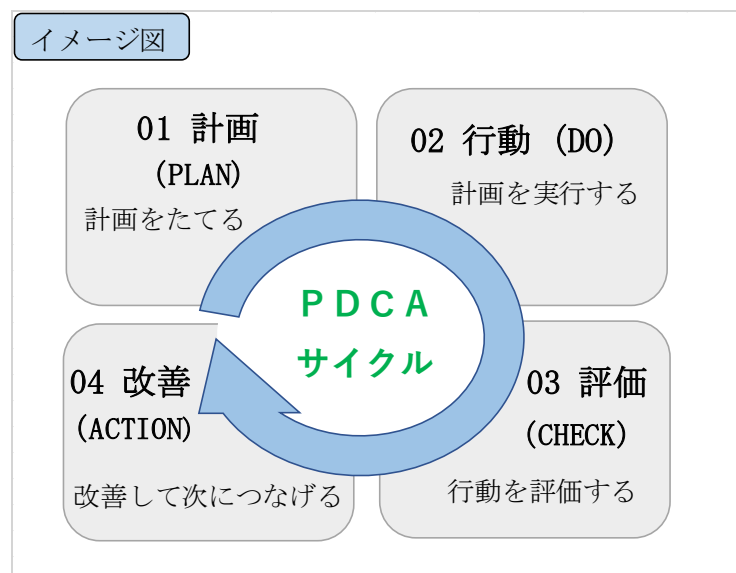 イメージ図
01 計画
(PLAN)
計画をたてる
02 行動 (DO)
計画を実行する
PDCA
サイクル
04 改善
(ACTION)
改善して次につなげる
03 評価
(CHECK)
行動を評価する